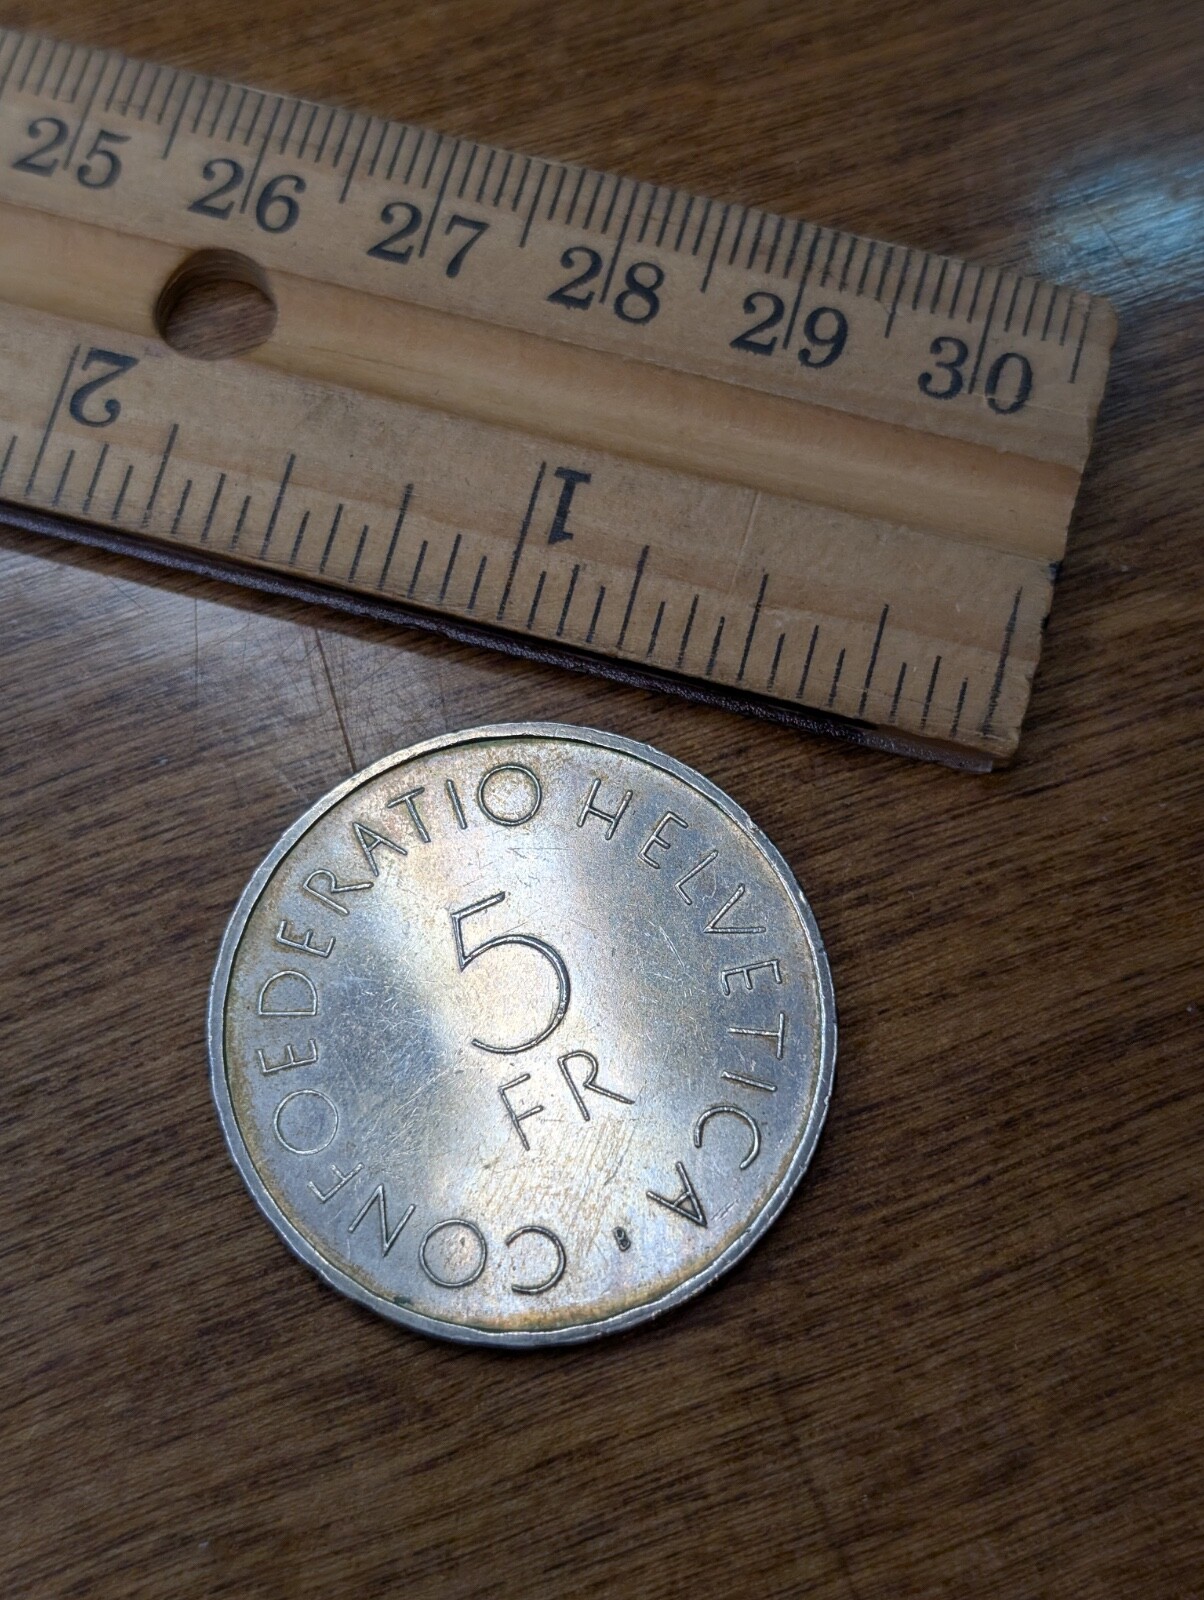 25 26 27 28 29 30
2 1
CONFOEDERATIO HELVETICA
5
FR
B